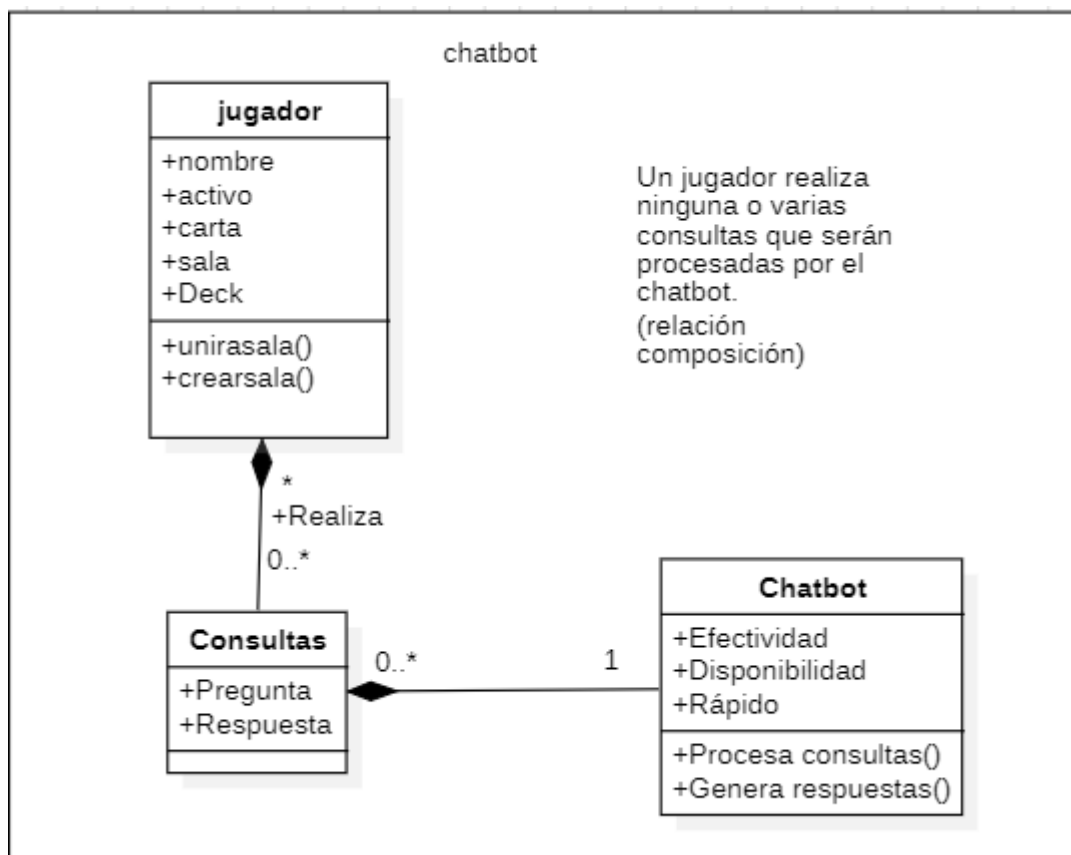 chatbot
jugador
+nombre
+activo
+carta
+sala
+Deck
+unirasala()
+crearsala()
Un jugador realiza
ninguna o varias
consultas que serán
procesadas por el
chatbot.
(relación
composición)
*
+Realiza
0..*
Consultas
+Pregunta
+Respuesta
0..*
1
Chatbot
+Efectividad
+Disponibilidad
+Rápido
+Procesa consultas()
+Genera respuestas()